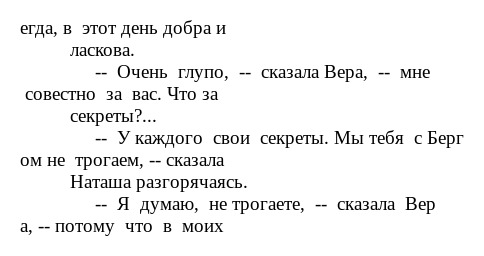 егда, в этот день добра и
ласкова.
-- Очень глупо, -- сказала Вера, -- мне
совестно за вас. Что за
секреты?...
-- У каждого свои секреты. Мы тебя с Берг
ом не трогаем, -- сказала
Наташа разгорячаясь.
-- Я думаю, не трогаете, -- сказала Вер
а, -- потому что в моих